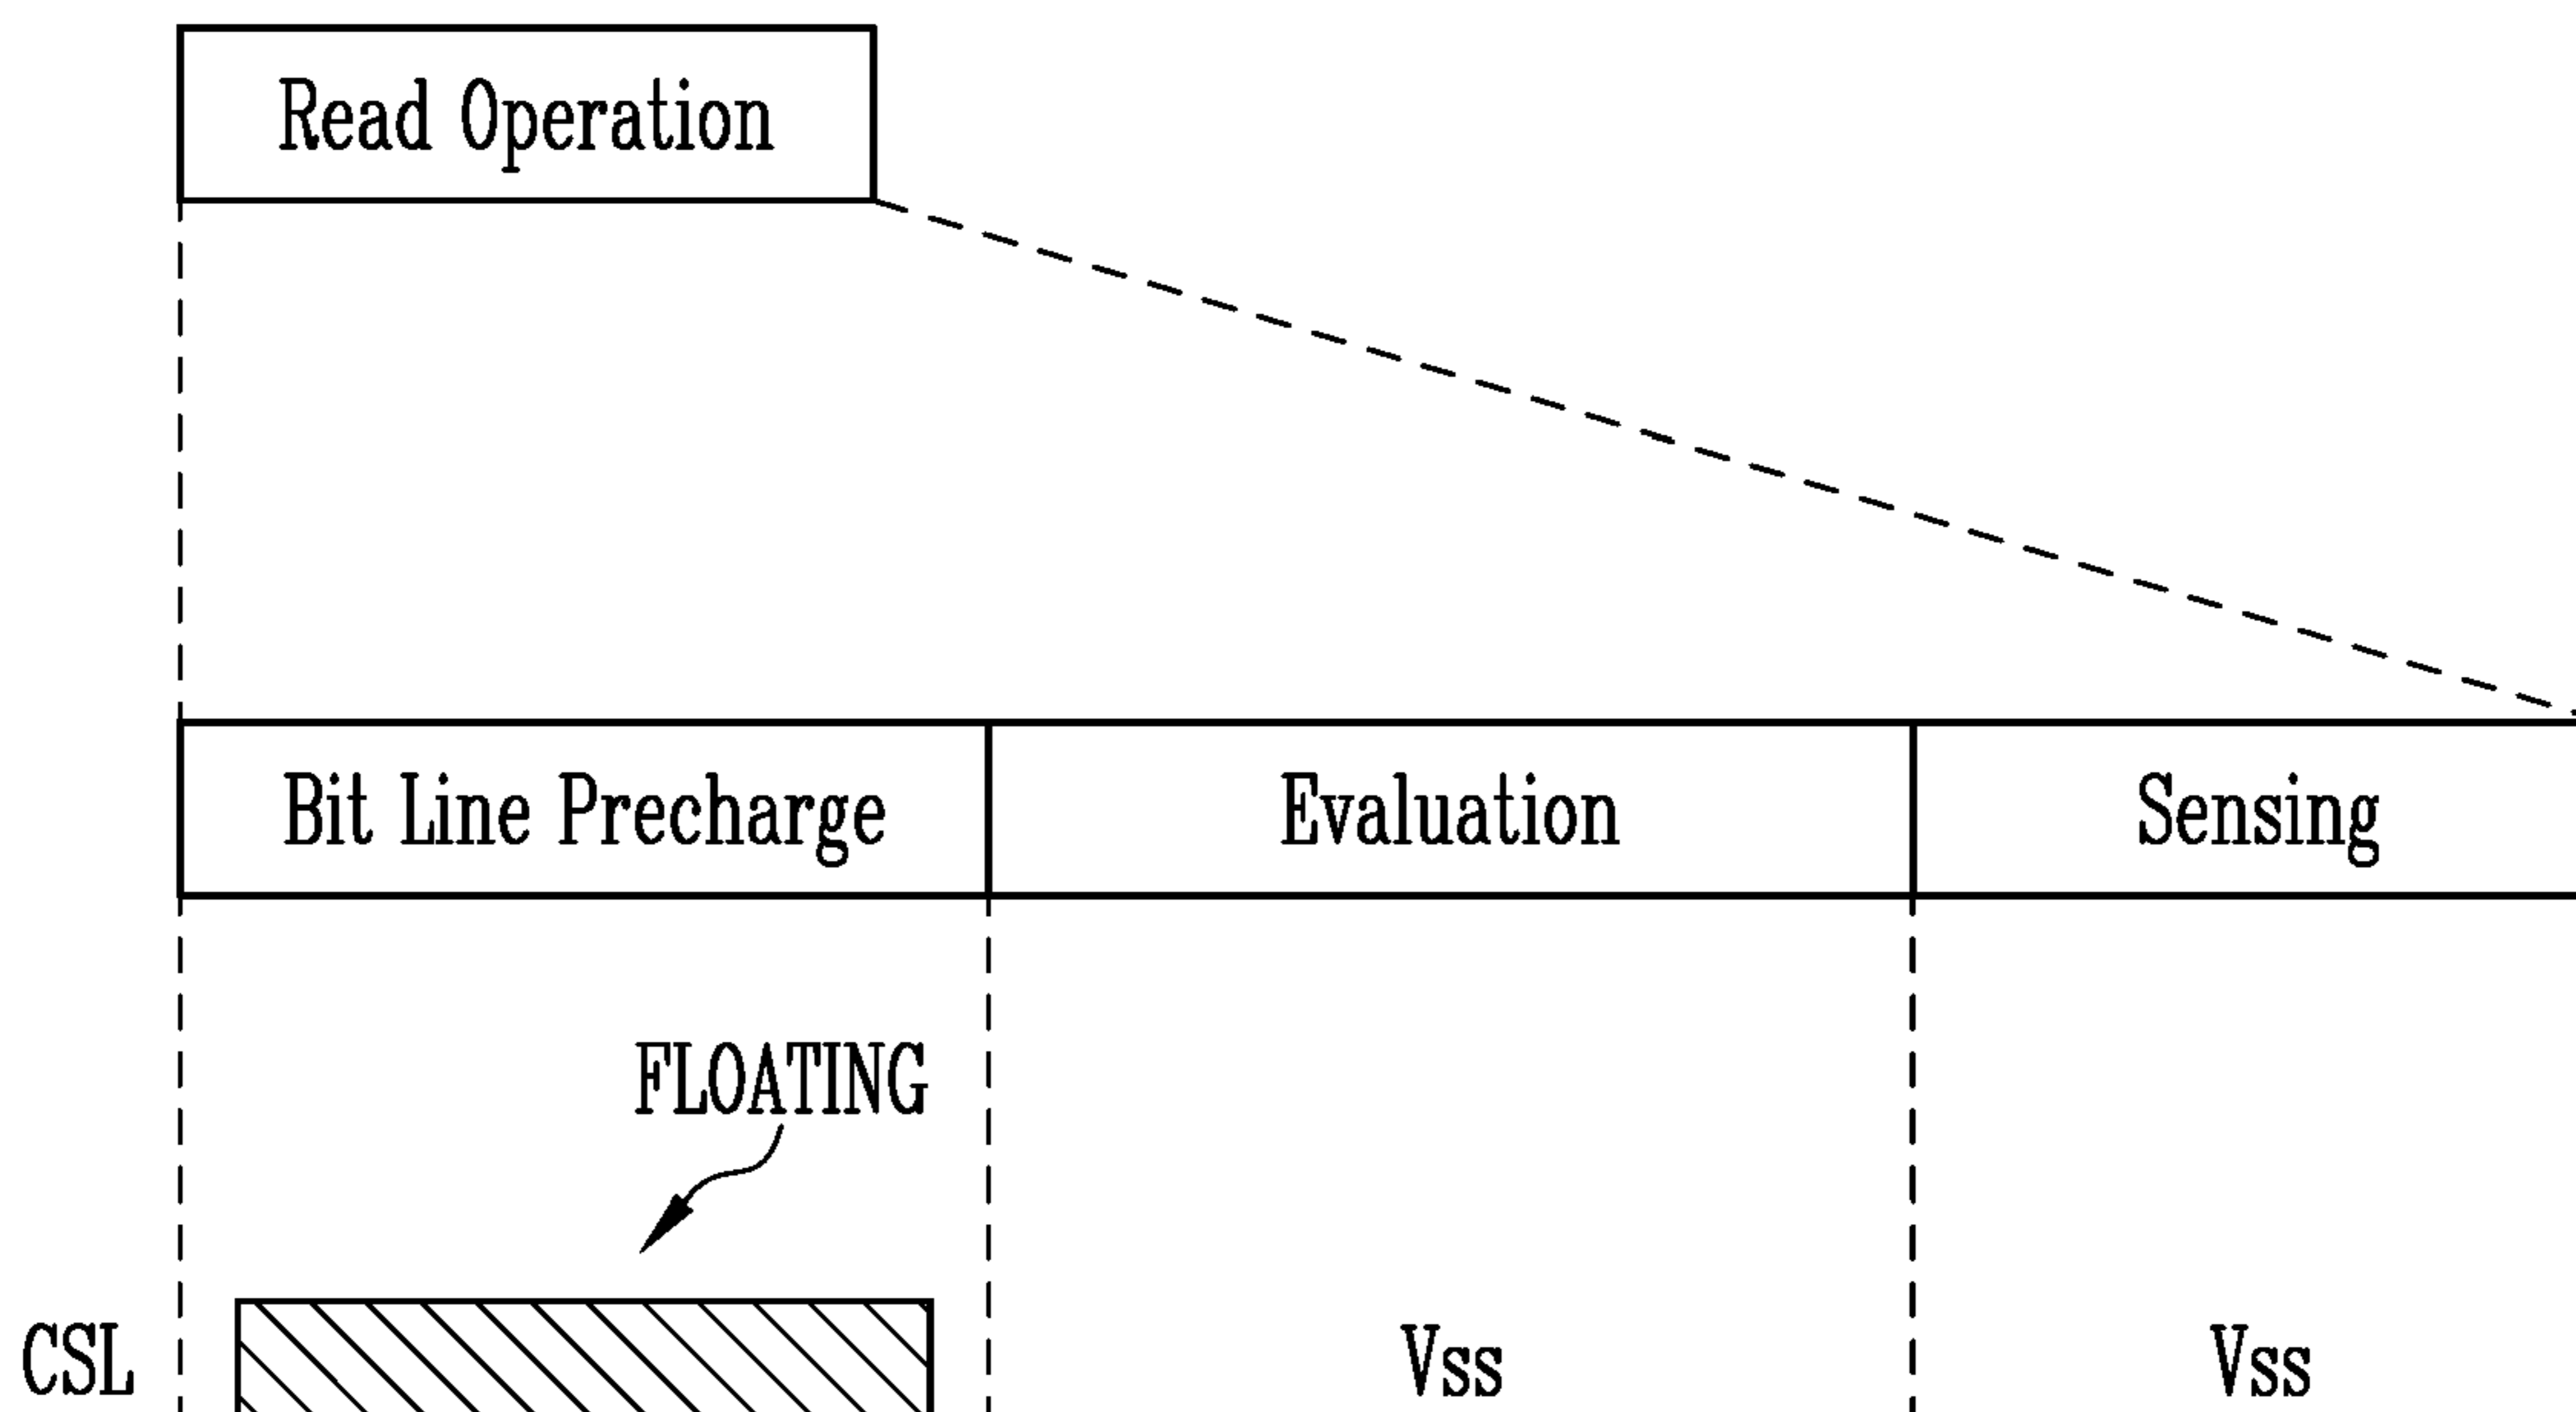 Read Operation
Bit Line Precharge Evaluation Sensing
FLOATING
CSL Vss Vss